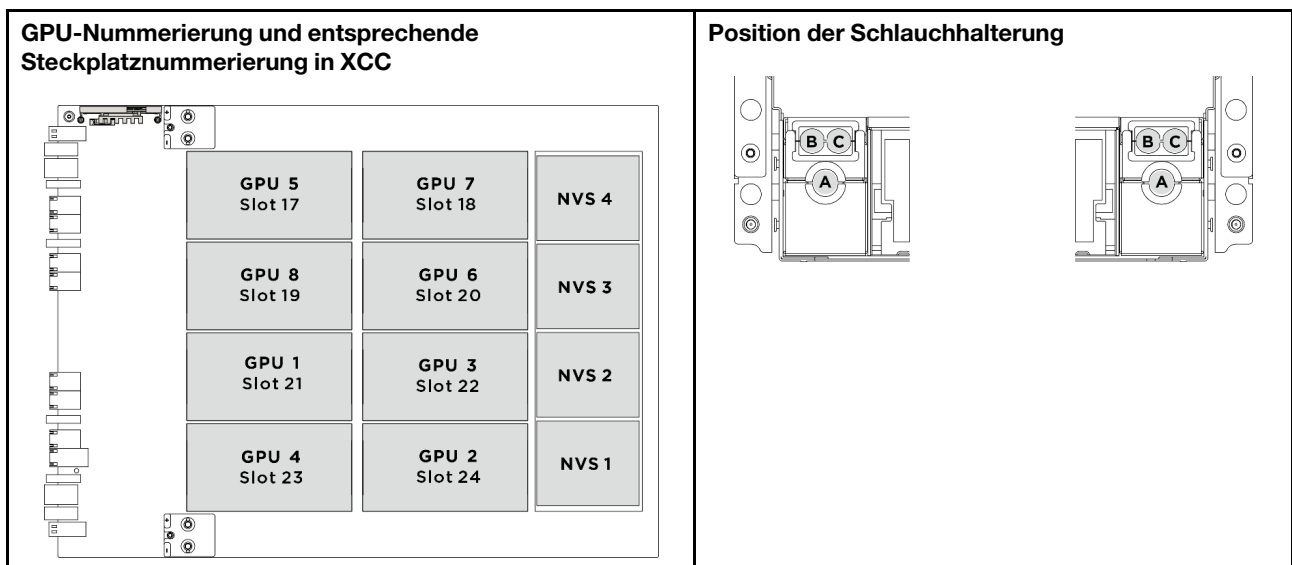 GPU-Nummerierung und entsprechende
Steckplatznummerierung in XCC
Position der Schlauchhalterung
GPU 5
Slot 17
GPU 7
Slot 18
NVS 4
GPU 8
Slot 19
GPU 6
Slot 20
NVS 3
GPU 1
Slot 21
GPU 3
Slot 22
NVS 2
GPU 4
Slot 23
GPU 2
Slot 24
NVS 1
B C
A
B C
A